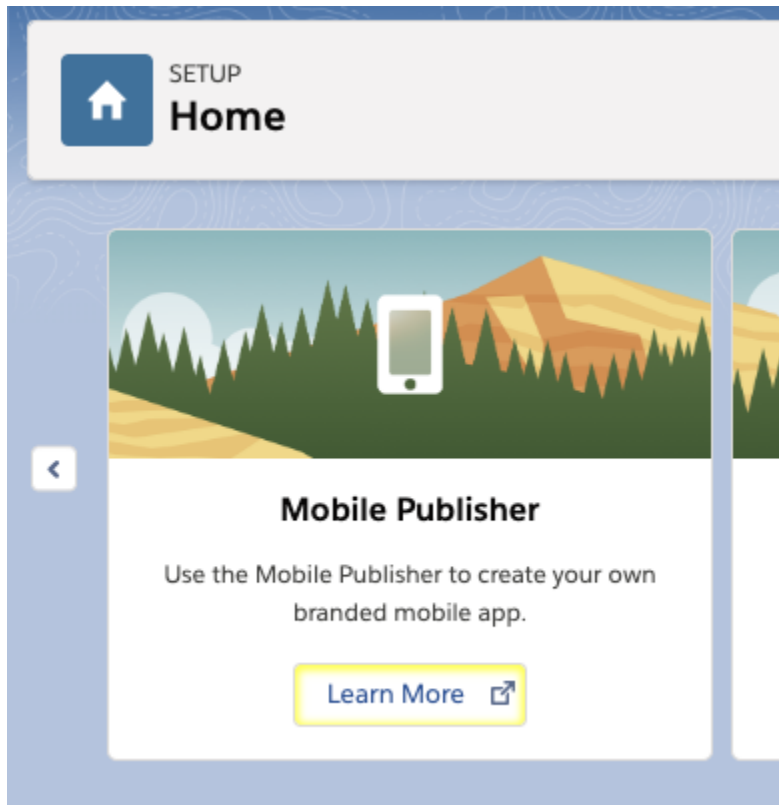 SETUP
Home
Mobile Publisher
Use the Mobile Publisher to create your own
branded mobile app.
Learn More